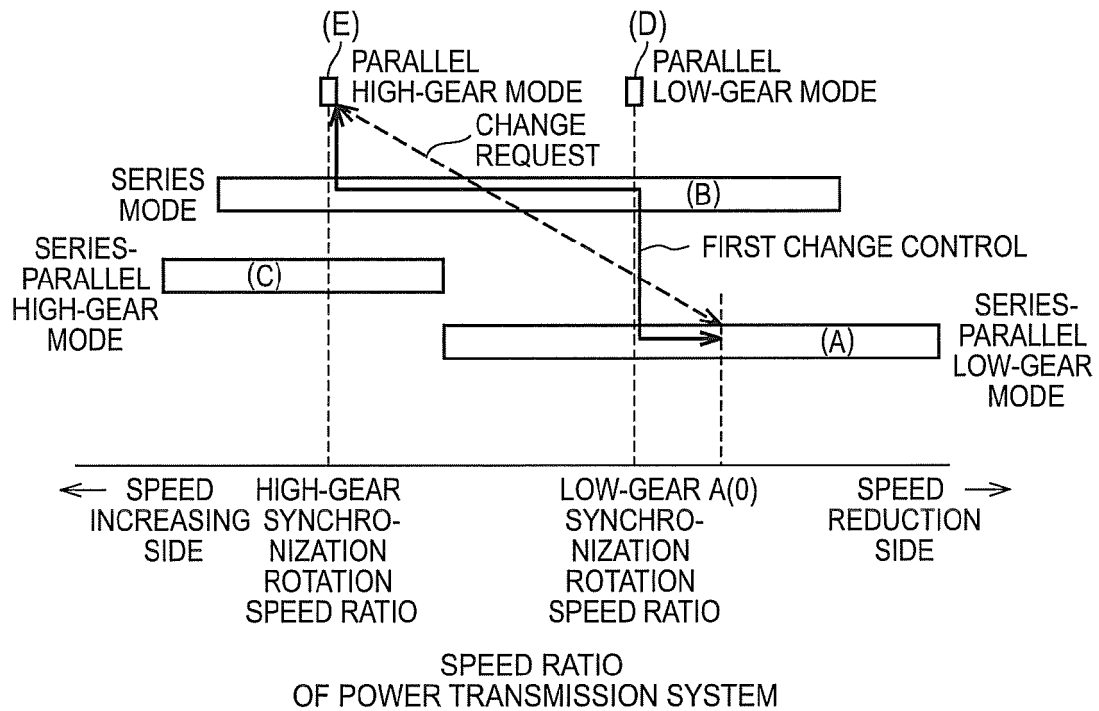 (E)
(D)
PARALLEL
HIGH-GEAR MODE
PARALLEL
LOW-GEAR MODE
CHANGE
REQUEST
SERIES
MODE
(B)
FIRST CHANGE CONTROL
SERIES-
PARALLEL
HIGH-GEAR
MODE
(C)
(A)
SERIES-
PARALLEL
LOW-GEAR
MODE
SPEED
INCREASING
SIDE
HIGH-GEAR
SYNCHRO-
NIZATION
ROTATION
SPEED RATIO
LOW-GEAR
SYNCHRO-
NIZATION
ROTATION
SPEED RATIO
A(0)
SPEED
REDUCTION
SIDE
SPEED RATIO
OF POWER TRANSMISSION SYSTEM